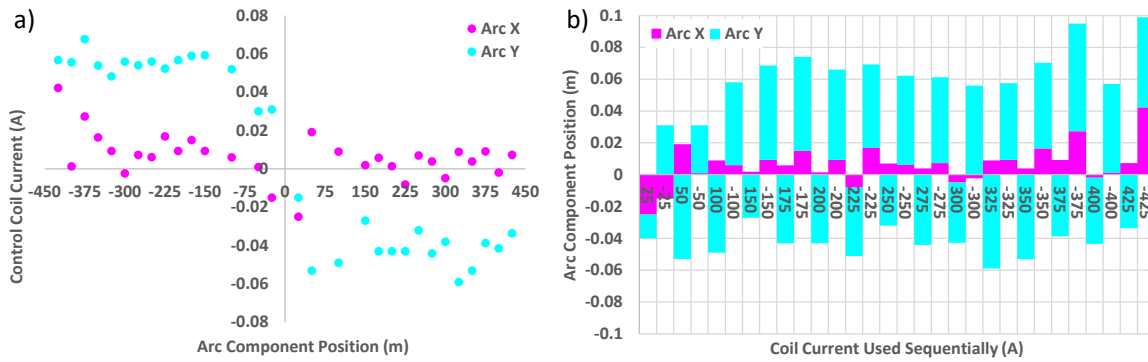 a)
Arc X
Arc Y
0.08
0.06
0.04
0.02
0
-0.02
-0.04
-0.06
-0.08
-450 -300 -150 0 75 150 225 300 375 450
Control Coil Current (A)
Arc Component Position (m)
b)
Arc X Arc Y
0.1
0.08
0.06
0.04
0.02
0
-0.02
-0.04
-0.06
-0.08
-0.1
25 -25 50 -50 100 -100 150 -150 175 -175 200 -200 225 -225 250 -250 275 -275 300 -300 325 -325 350 -350 375 -375 400 -400 425 -425
Arc Component Position (m)
Coil Current Used Sequentially (A)